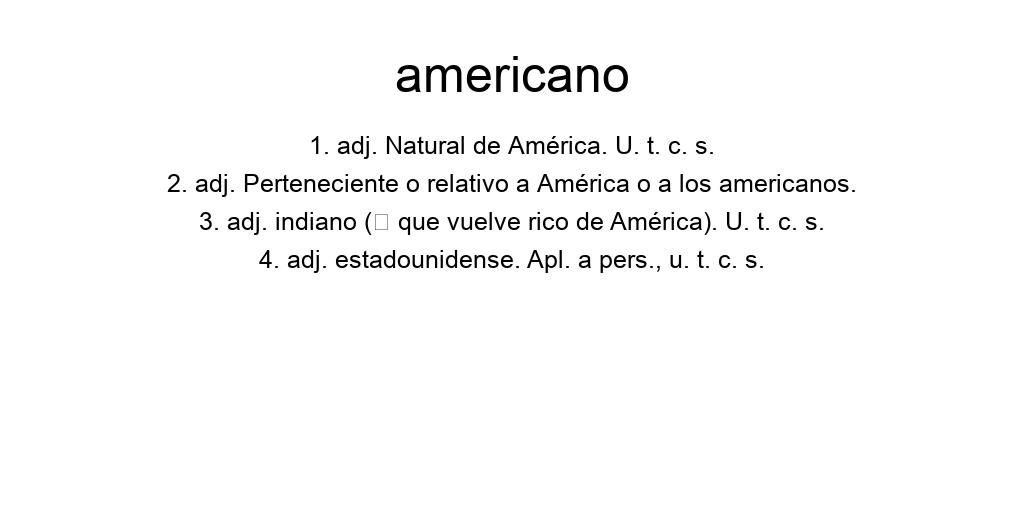 americano
1. adj. Natural de América. U. t. c. s.
2. adj. Perteneciente o relativo a América o a los americanos.
3. adj. indiano (□ que vuelve rico de América). U. t. c. s.
4. adj. estadounidense. Apl. a pers., u. t. c. s.